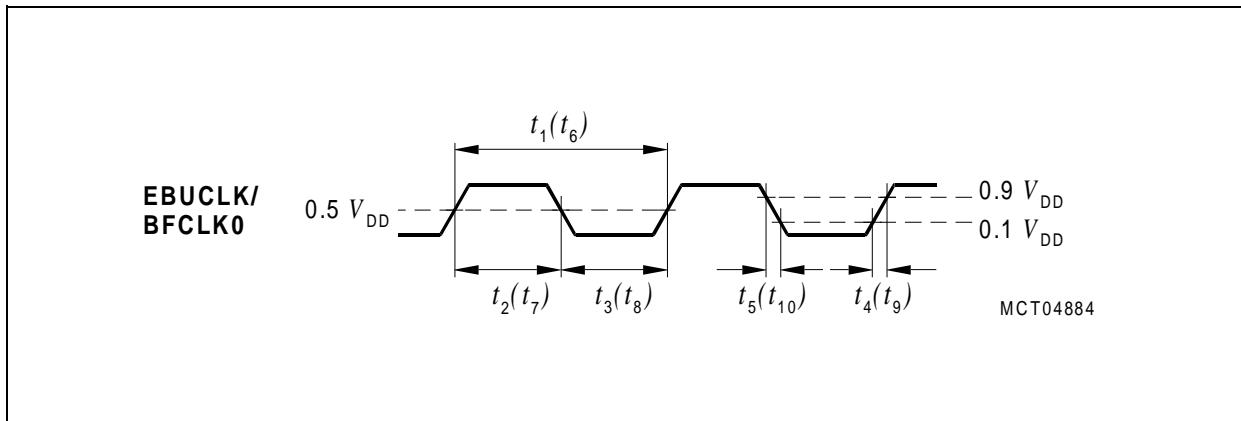 t1(t6)
EBUCLK/
BFCLK0
0.5 VDD
0.9 VDD
0.1 VDD
t2(t7)
t3(t8)
t5(t10)
t4(t9)
MCT04884